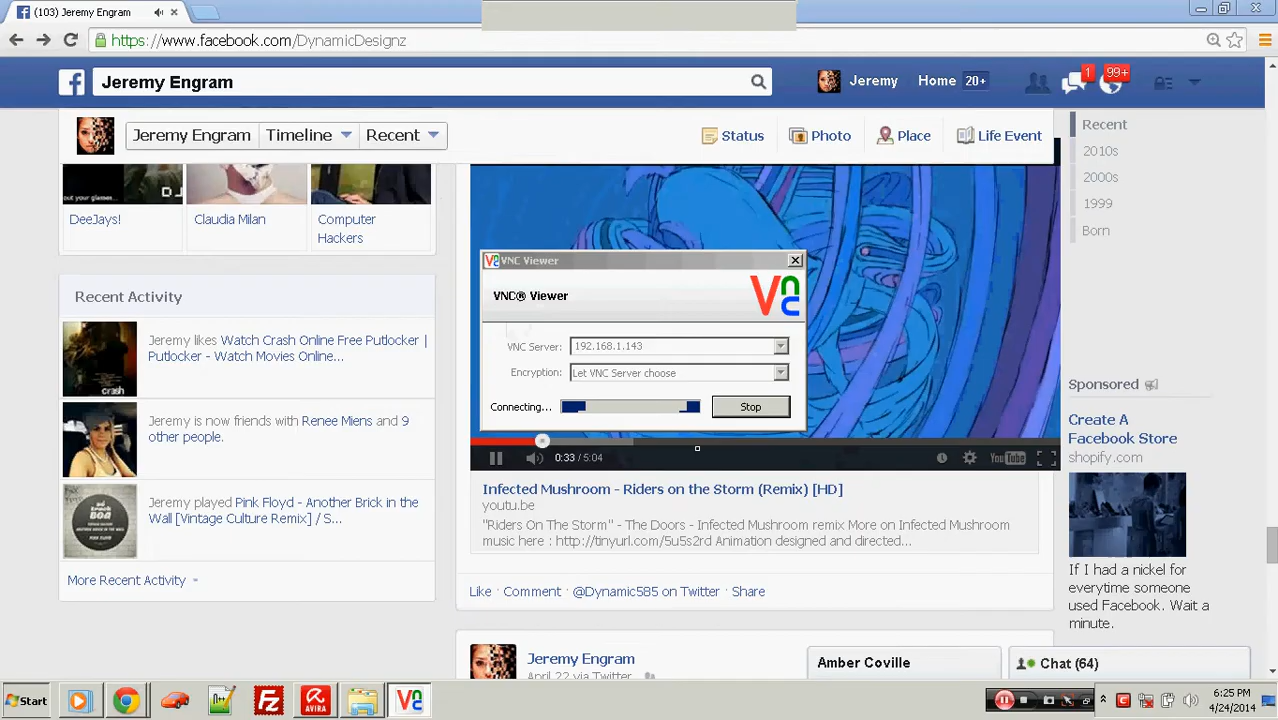 (103) Jeremy Engram
https://www.facebook.com/DynamicDesignz
Jeremy Engram
Jeremy
Home 20+
1
99+
Jeremy Engram
Timeline
Recent
Status
Photo
Place
Life Event
Recent
2010s
2000s
1999
Born
out your glasses...
DJ
DeeJays!
Claudia Milan
Computer
Hackers
Recent Activity
Jeremy likes Watch Crash Online Free Putlocker |
Putlocker - Watch Movies Online...
crash
Jeremy is now friends with Renee Miens and 9
other people.
Jeremy played Pink Floyd - Another Brick in the
Wall [Vintage Culture Remix] / S...
More Recent Activity
VNC Viewer
VNC® Viewer
VNC Server: 192.168.1.143
Encryption: Let VNC Server choose
Connecting...
Stop
0:33 / 5:04
YouTube
Infected Mushroom - Riders on the Storm (Remix) [HD]
youtu.be
"Riders On The Storm" - The Doors - Infected Mushroom remix More on Infected Mushroom
music here : http://tinyurl.com/5u5s2rd Animation designed and directed...
Like · Comment · @Dynamic585 on Twitter · Share
Jeremy Engram
April 22 via Twitter
Sponsored
Create A
Facebook Store
shopify.com
If I had a nickel for
everytime someone
used Facebook. Wait a
minute.
Amber Coville
Chat (64)
Start
AVIRA
6:25 PM
4/24/2014